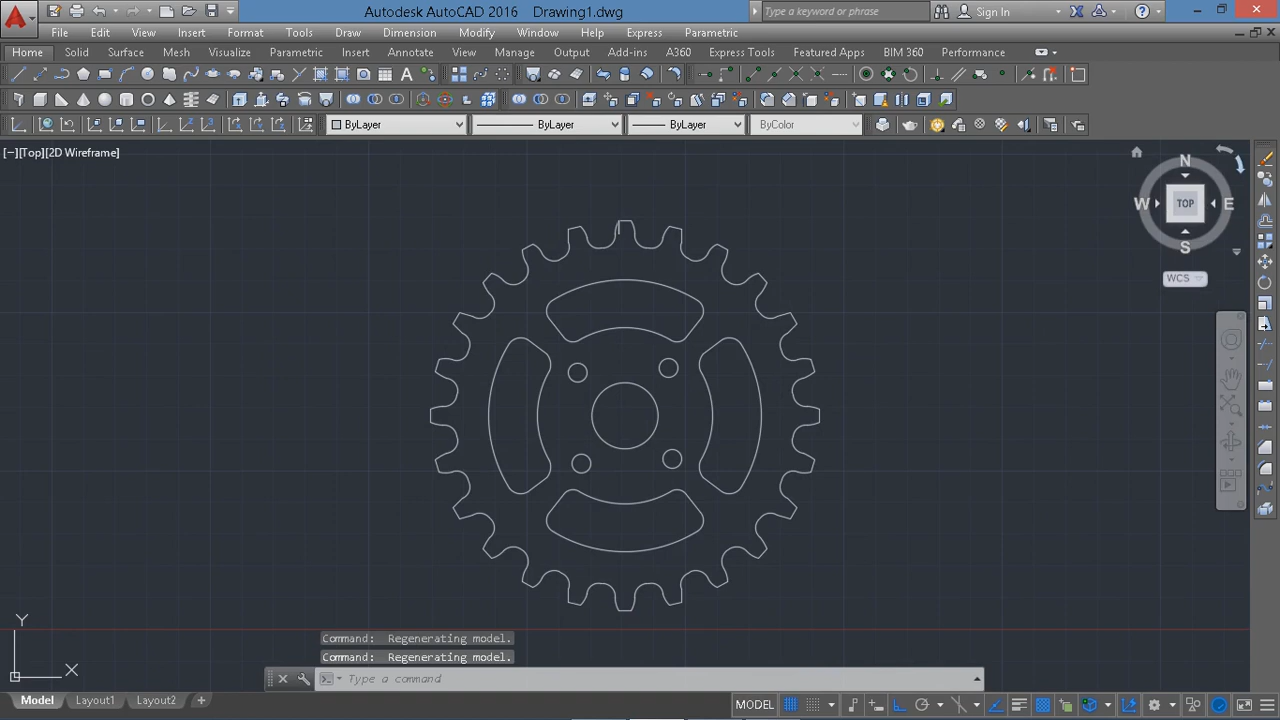 Autodesk AutoCAD 2016 Drawing1.dwg Type a keyword or phrase Sign In
File Edit View Insert Format Tools Draw Dimension Modify Window Help Express Parametric
Home Solid Surface Mesh Visualize Parametric Insert Annotate View Manage Output Add-ins A360 Express Tools Featured Apps BIM 360 Performance
ByLayer ByLayer ByLayer ByColor
[−][Top][2D Wireframe]
N
W TOP E
S
WCS
Y
X
Command: Regenerating model.
Command: Regenerating model.
Type a command
Model Layout1 Layout2 + MODEL